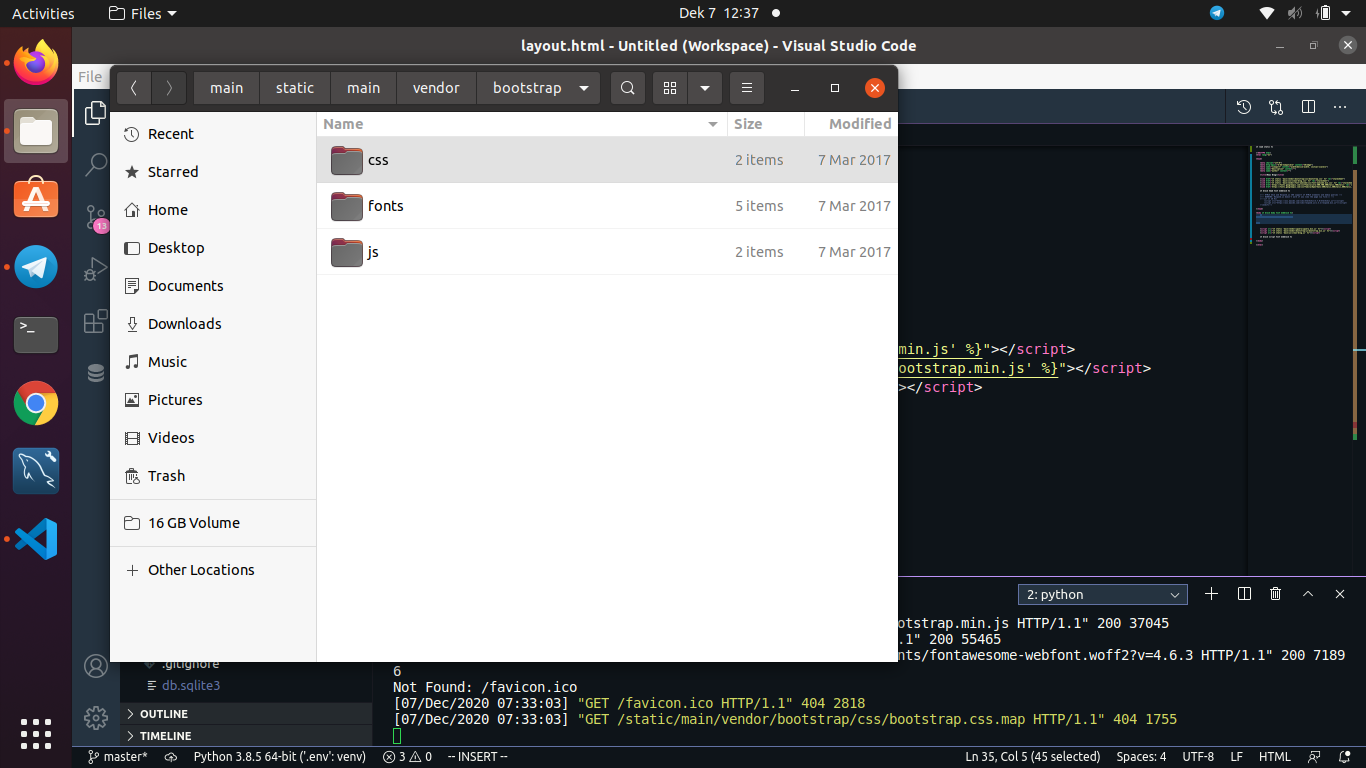 Activities Files Dek 7 12:37
layout.html - Untitled (Workspace) - Visual Studio Code
File
main static main vendor bootstrap
Recent
Starred
Home
Desktop
Documents
Downloads
Music
Pictures
Videos
Trash
16 GB Volume
Other Locations
Name Size Modified
css 2 items 7 Mar 2017
fonts 5 items 7 Mar 2017
js 2 items 7 Mar 2017
13
>_
min.js' %}"></script>
ootstrap.min.js' %}"></script>
></script>
2: python
otstrap.min.js HTTP/1.1" 200 37045
.1" 200 55465
nts/fontawesome-webfont.woff2?v=4.6.3 HTTP/1.1" 200 7189
6
Not Found: /favicon.ico
[07/Dec/2020 07:33:03] "GET /favicon.ico HTTP/1.1" 404 2818
[07/Dec/2020 07:33:03] "GET /static/main/vendor/bootstrap/css/bootstrap.css.map HTTP/1.1" 404 1755
.gitignore
db.sqlite3
OUTLINE
TIMELINE
master* Python 3.8.5 64-bit ('.env': venv) 3 0 -- INSERT -- Ln 35, Col 5 (45 selected) Spaces: 4 UTF-8 LF HTML